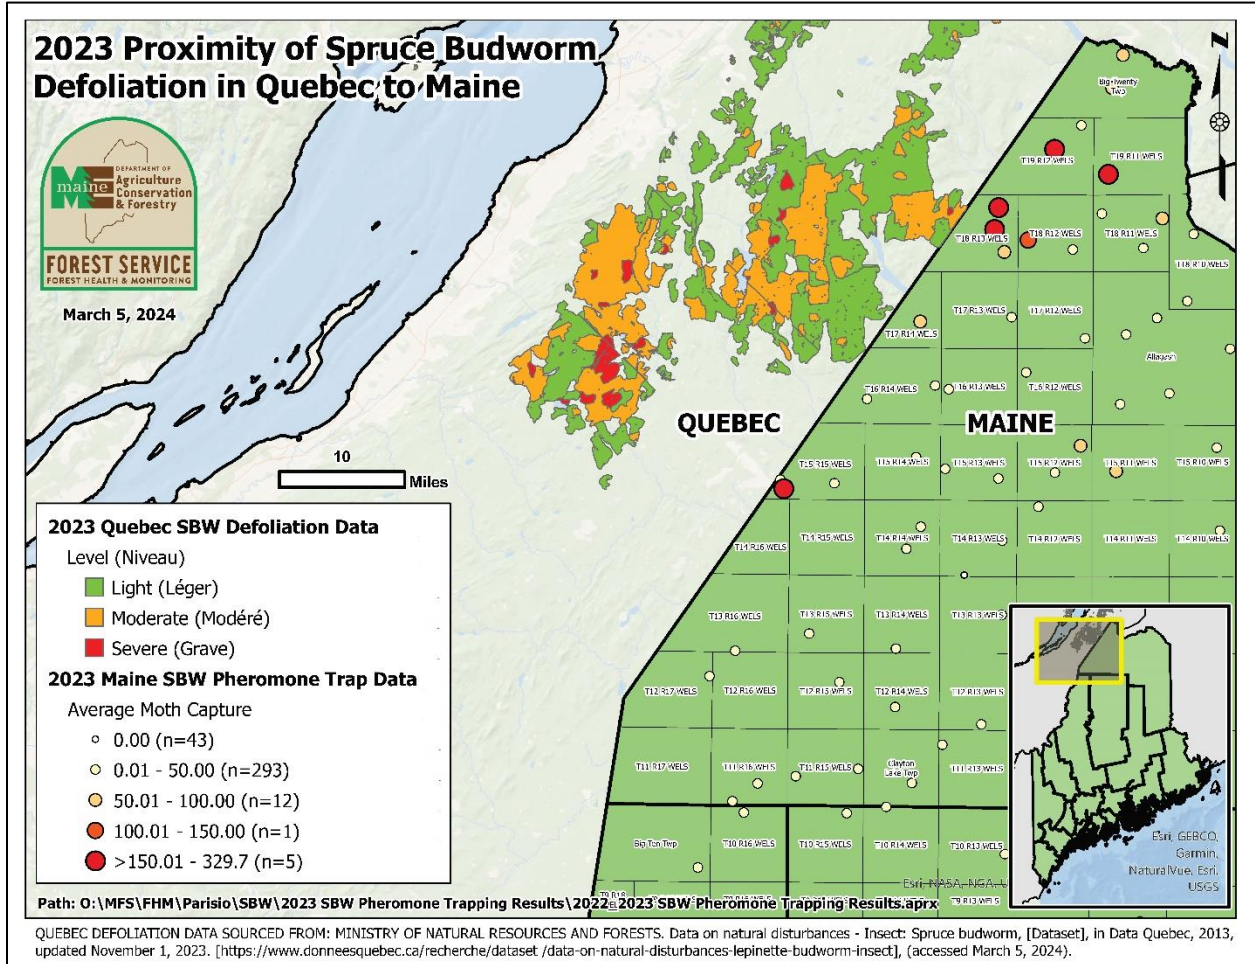 2023 Proximity of Spruce Budworm
Defoliation in Quebec to Maine
DEPARTMENT OF
maine
Agriculture
Conservation
& Forestry
FOREST SERVICE
FOREST HEALTH & MONITORING
March 5, 2024
10
Miles
QUEBEC
MAINE
N
Big Twenty
Twp
T19 R12 WELS
T19 R11 WELS
T18 R13 WELS
T18 R12 WELS
T18 R11 WELS
T18 R10 WELS
T17 R14 WELS
T17 R13 WELS
T17 R12 WELS
Allagash
T16 R14 WELS
T16 R13 WELS
T16 R12 WELS
T15 R15 WELS
T15 R14 WELS
T15 R13 WELS
T15 R12 WELS
T15 R11 WELS
T15 R10 WELS
T14 R16 WELS
T14 R15 WELS
T14 R14 WELS
T14 R13 WELS
T14 R12 WELS
T14 R11 WELS
T14 R10 WELS
T13 R16 WELS
T13 R15 WELS
T13 R14 WELS
T13 R13 WELS
T12 R17 WELS
T12 R16 WELS
T12 R15 WELS
T12 R14 WELS
T12 R13 WELS
T11 R17 WELS
T11 R16 WELS
T11 R15 WELS
Clayton
Lake Twp
T11 R13 WELS
Big Ten Twp
T10 R16 WELS
T10 R15 WELS
T10 R14 WELS
T10 R13 WELS
T9 R18
T9 R13 WELS
2023 Quebec SBW Defoliation Data
Level (Niveau)
Light (Léger)
Moderate (Modéré)
Severe (Grave)
2023 Maine SBW Pheromone Trap Data
Average Moth Capture
0.00 (n=43)
0.01 - 50.00 (n=293)
50.01 - 100.00 (n=12)
100.01 - 150.00 (n=1)
>150.01 - 329.7 (n=5)
Esri, NASA, NGA,
Esri, GEBCO,
Garmin,
NaturalVue, Esri,
USGS
Path: O:\MFS\FHM\Parisio\SBW\2023 SBW Pheromone Trapping Results\2022_2023 SBW Pheromone Trapping Results.aprx
QUEBEC DEFOLIATION DATA SOURCED FROM: MINISTRY OF NATURAL RESOURCES AND FORESTS. Data on natural disturbances - Insect: Spruce budworm, [Dataset], in Data Quebec, 2013,
updated November 1, 2023. [https://www.donneesquebec.ca/recherche/dataset /data-on-natural-disturbances-lepinette-budworm-insect], (accessed March 5, 2024).